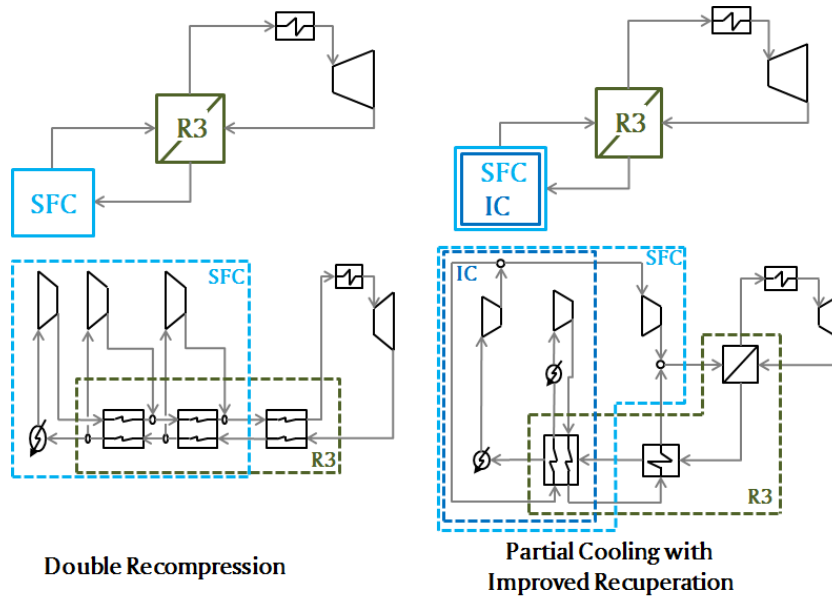 R3
SFC
R3
SFC
IC
SFC
R3
IC
SFC
R3
Double Recompression
Partial Cooling with
Improved Recuperation